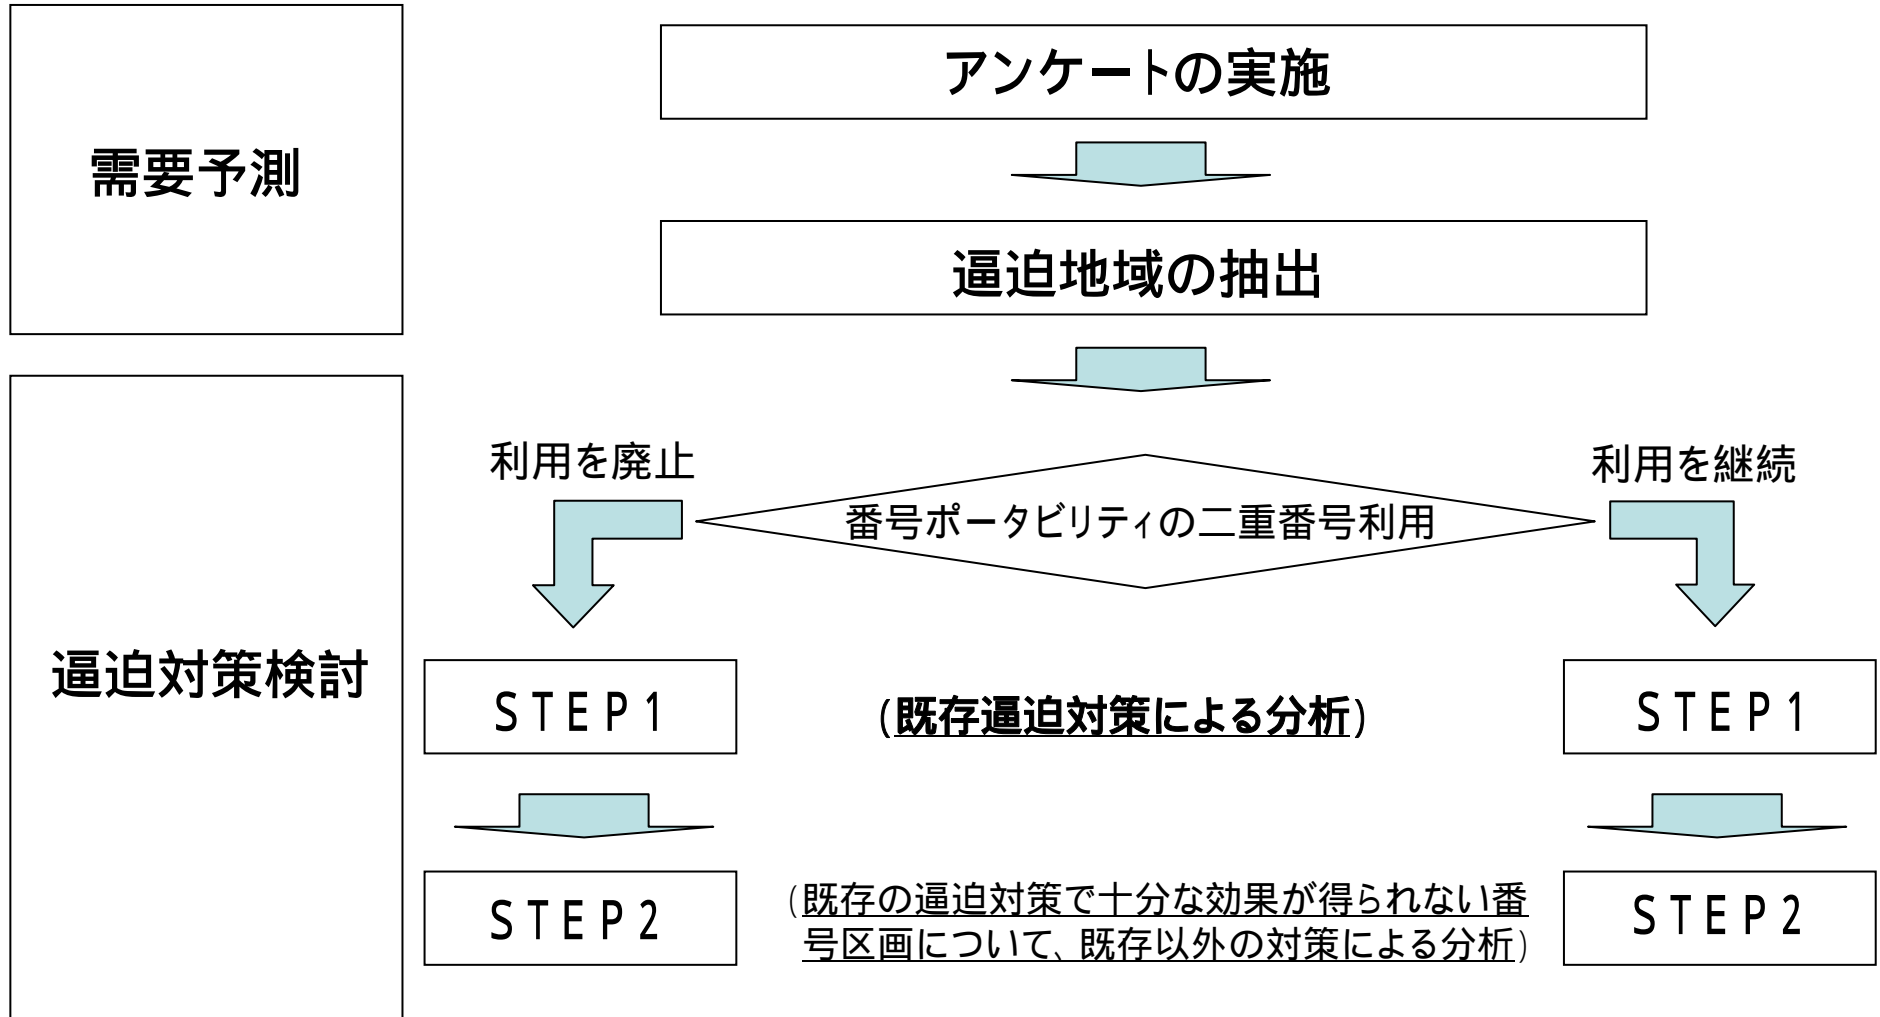 需要予測
アンケートの実施
逼迫地域の抽出
逼迫対策検討
利用を廃止
番号ポータビリティの二重番号利用
利用を継続
ＳＴＥＰ１
(既存逼迫対策による分析)
ＳＴＥＰ１
ＳＴＥＰ２
(既存の逼迫対策で十分な効果が得られない番
号区画について、既存以外の対策による分析)
ＳＴＥＰ２